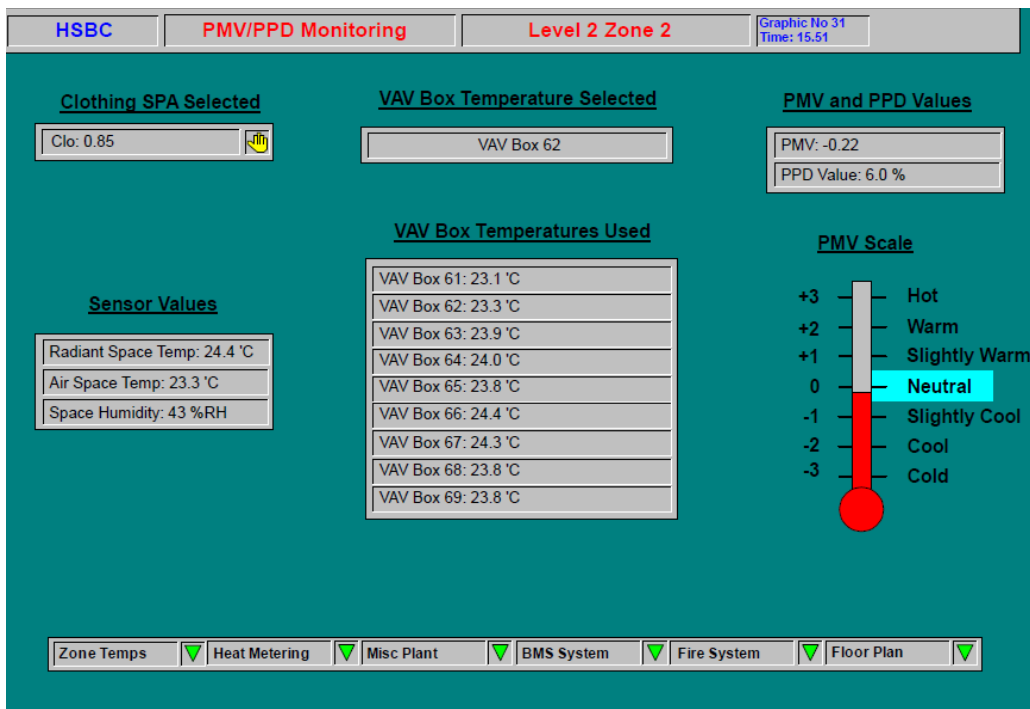 HSBC
PMV/PPD Monitoring
Level 2 Zone 2
Graphic No 31
Time: 15.51
Clothing SPA Selected
Clo: 0.85
VAV Box Temperature Selected
VAV Box 62
PMV and PPD Values
PMV: -0.22
PPD Value: 6.0 %
Sensor Values
Radiant Space Temp: 24.4 'C
Air Space Temp: 23.3 'C
Space Humidity: 43 %RH
VAV Box Temperatures Used
VAV Box 61: 23.1 'C
VAV Box 62: 23.3 'C
VAV Box 63: 23.9 'C
VAV Box 64: 24.0 'C
VAV Box 65: 23.8 'C
VAV Box 66: 24.4 'C
VAV Box 67: 24.3 'C
VAV Box 68: 23.8 'C
VAV Box 69: 23.8 'C
PMV Scale
+3 Hot
+2 Warm
+1 Slightly Warm
0 Neutral
-1 Slightly Cool
-2 Cool
-3 Cold
Zone Temps Heat Metering Misc Plant BMS System Fire System Floor Plan